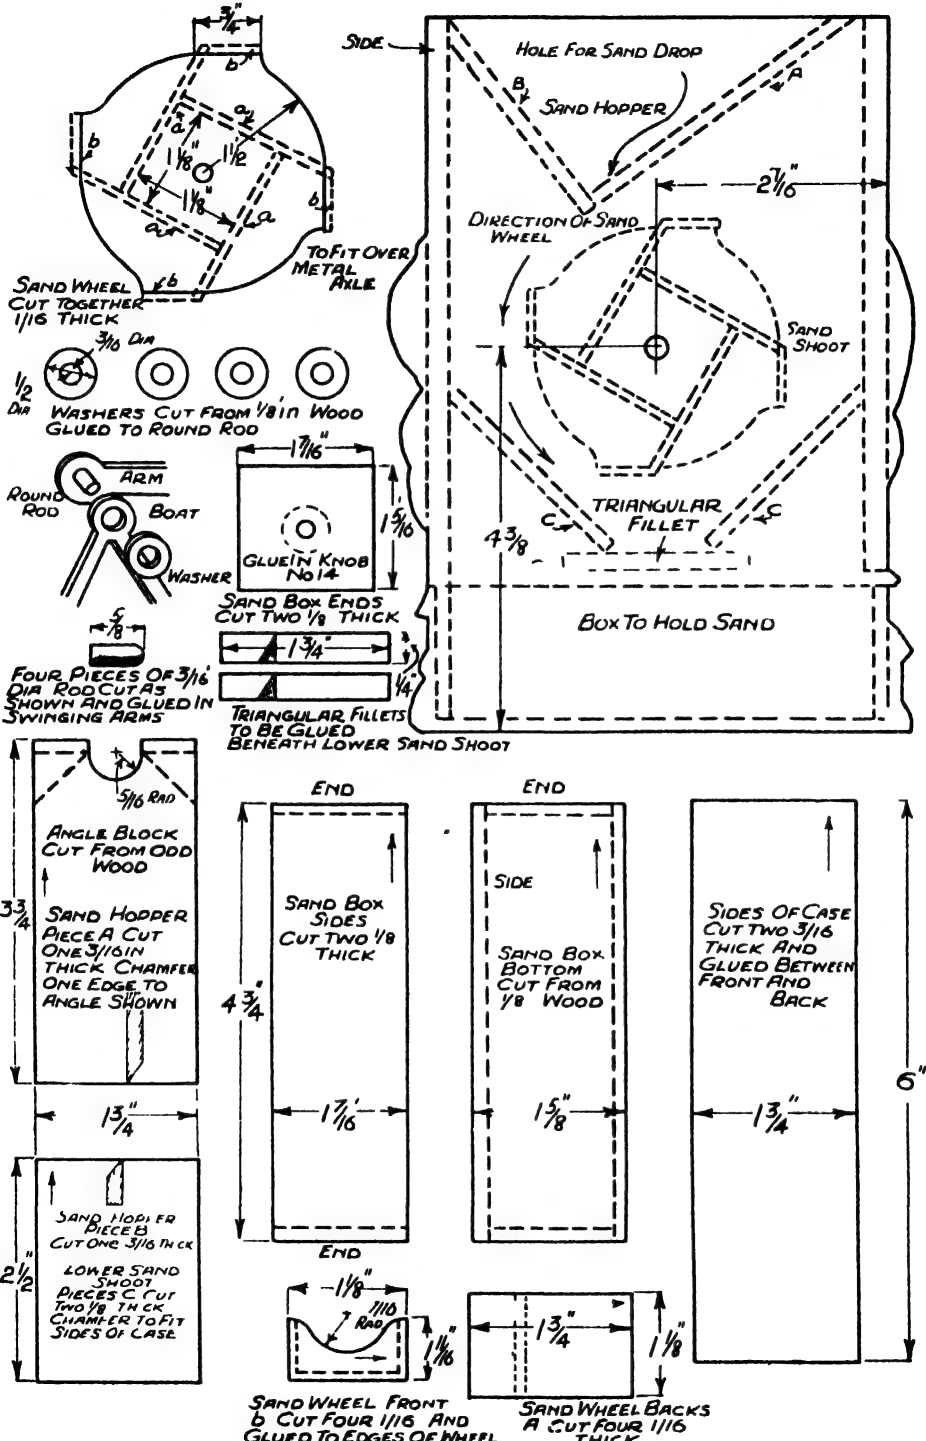 3/4"
b
a
a
1 1/8"
1 1/2"
b
1 1/8"
b
a
a
b
TO FIT OVER
METAL
AXLE
SAND WHEEL
CUT TOGETHER
1/16 THICK
SIDE
HOLE FOR SAND DROP
B
A
SAND HOPPER
2 7/16"
DIRECTION OF SAND
WHEEL
SAND
SHOOT
TRIANGULAR
FILLET
C
C
4 3/8
BOX TO HOLD SAND
3/16 DIA
1/2
DIA
WASHERS CUT FROM 1/8 in WOOD
GLUED TO ROUND ROD
ARM
ROUND
ROD
BOAT
WASHER
1 7/16"
1 5/16"
GLUE IN KNOB
No 14
SAND BOX ENDS
CUT TWO 1/8 THICK
5/8
FOUR PIECES OF 3/16"
DIA ROD CUT AS
SHOWN AND GLUED IN
SWINGING ARMS
1 3/4"
1/4"
TRIANGULAR FILLETS
TO BE GLUED
BENEATH LOWER SAND SHOOT
5/16 RAD
ANGLE BLOCK
CUT FROM ODD
WOOD
3 3/4
SAND HOPPER
PIECE A CUT
ONE 3/16 IN
THICK CHAMFER
ONE EDGE TO
ANGLE SHOWN
1 3/4"
2 1/2"
SAND HOPPER
PIECE B
CUT ONE 3/16 THICK
LOWER SAND
SHOOT
PIECES C CUT
TWO 1/8 THICK
CHAMFER TO FIT
SIDES OF CASE
END
SAND BOX
SIDES
CUT TWO 1/8
THICK
4 3/4"
1 7/16"
END
END
SIDE
SAND BOX
BOTTOM
CUT FROM
1/8 WOOD
1 5/8"
SIDES OF CASE
CUT TWO 3/16
THICK AND
GLUED BETWEEN
FRONT AND
BACK
6"
1 3/4"
1 1/8"
7/16
RAD
1 1/16"
SAND WHEEL FRONT
b CUT FOUR 1/16 AND
GLUED TO EDGES OF WHEEL
1 3/4"
1 1/8"
SAND WHEEL BACKS
A CUT FOUR 1/16
THICK